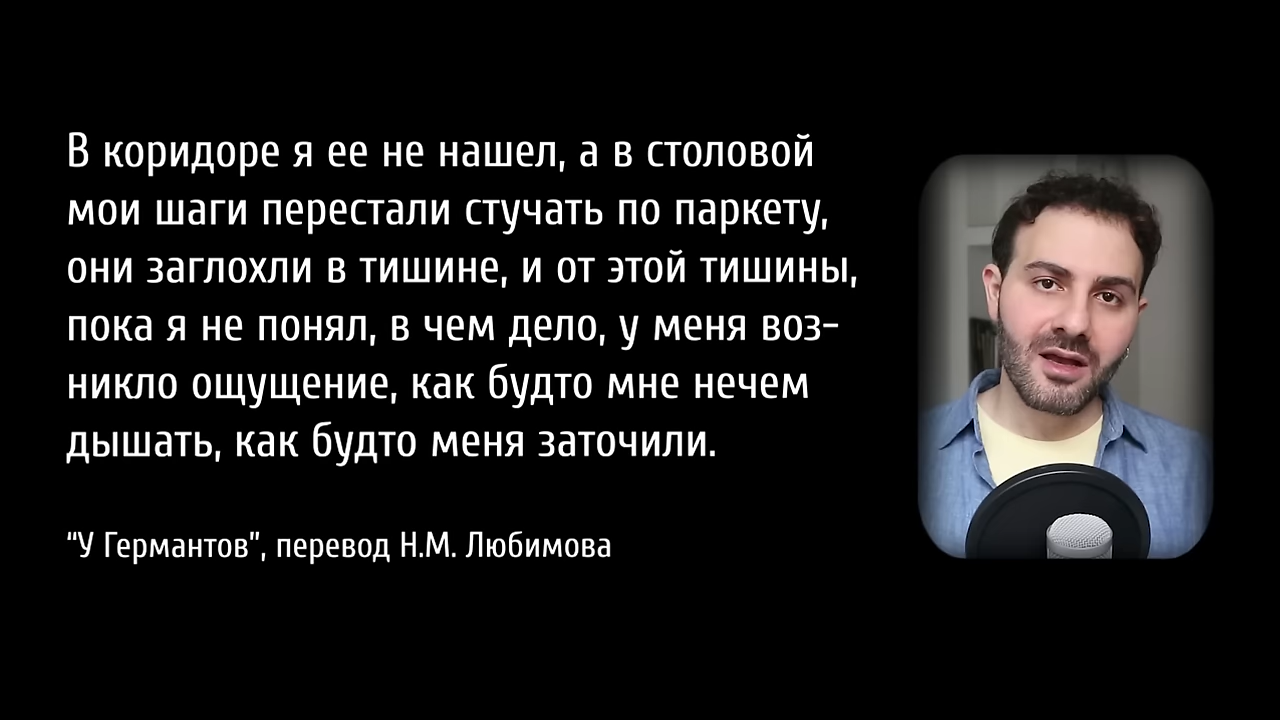 В коридоре я ее не нашел, а в столовой
мои шаги перестали стучать по паркету,
они заглохли в тишине, и от этой тишины,
пока я не понял, в чем дело, у меня воз-
никло ощущение, как будто мне нечем
дышать, как будто меня заточили.
“У Германтов”, перевод Н.М. Любимова